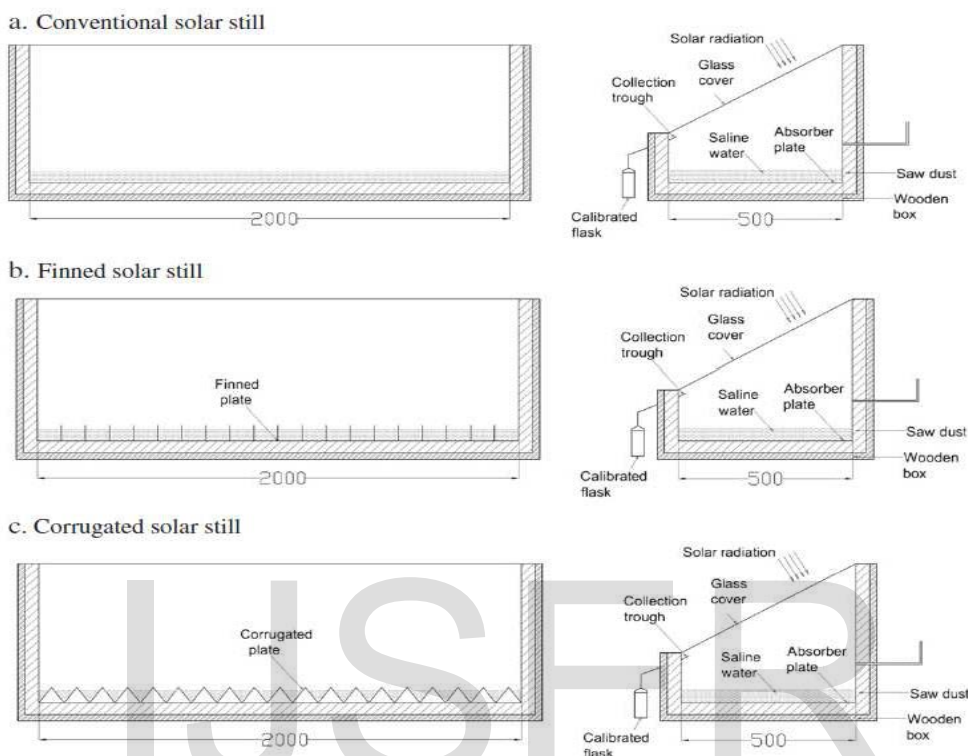 a. Conventional solar still
2000
Solar radiation
Glass
cover
Collection
trough
Saline
water
Absorber
plate
Saw dust
Wooden
box
Calibrated
flask
500
b. Finned solar still
Finned
plate
2000
Solar radiation
Glass
cover
Collection
trough
Saline
water
Absorber
plate
Saw dust
Wooden
box
Calibrated
flask
500
c. Corrugated solar still
Corrugated
plate
2000
Solar radiation
Glass
cover
Collection
trough
Saline
water
Absorber
plate
Saw dust
Wooden
box
Calibrated
flask
500
IJSER